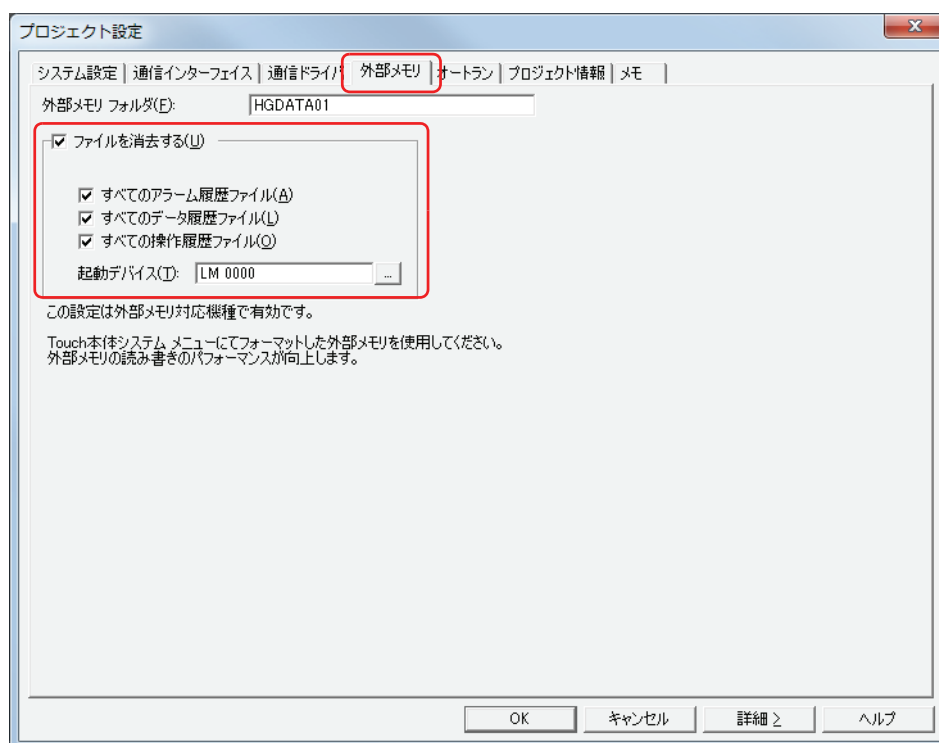 プロジェクト設定
システム設定 通信インターフェイス 通信ドライバ 外部メモリ オートラン プロジェクト情報 メモ
外部メモリ フォルダ(F): HGDATA01
ファイルを消去する(U)
すべてのアラーム履歴ファイル(A)
すべてのデータ履歴ファイル(L)
すべての操作履歴ファイル(O)
起動デバイス(T): LM 0000 ...
この設定は外部メモリ対応機種で有効です。
Touch本体システム メニューにてフォーマットした外部メモリを使用してください。
外部メモリの読み書きのパフォーマンスが向上します。
OK キャンセル 詳細 ≥ ヘルプ